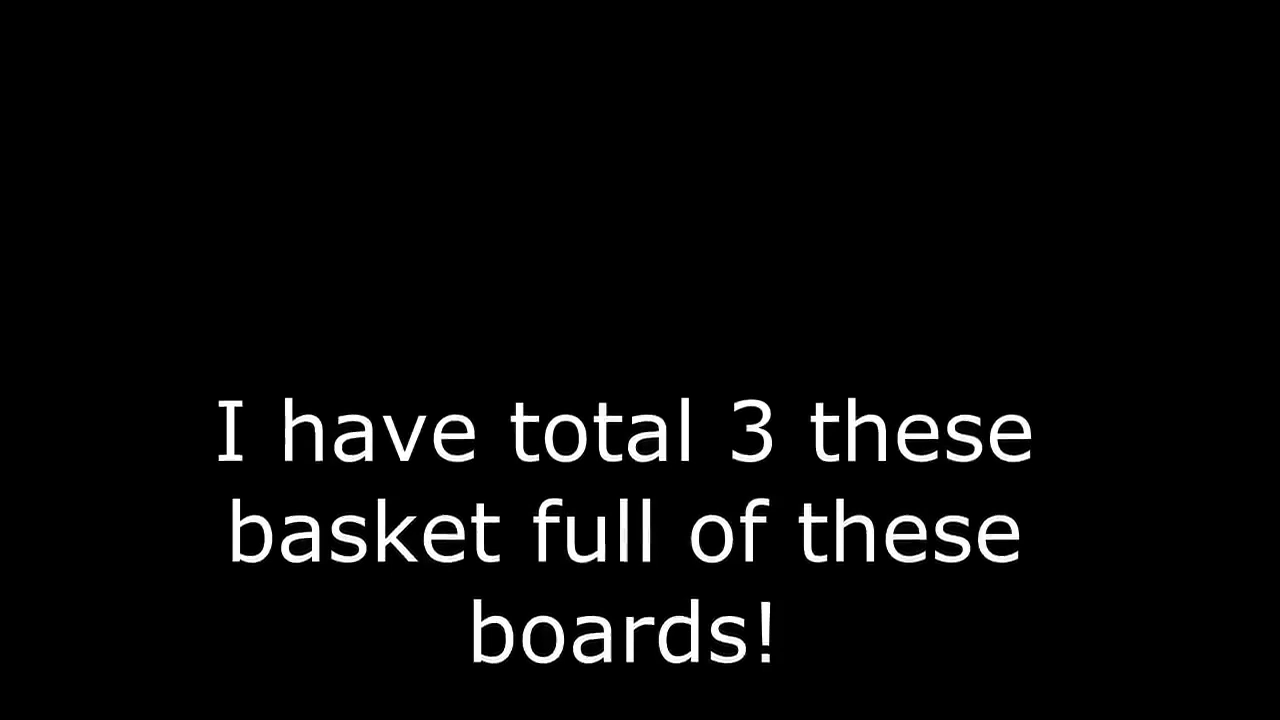 I have total 3 these
basket full of these
boards!